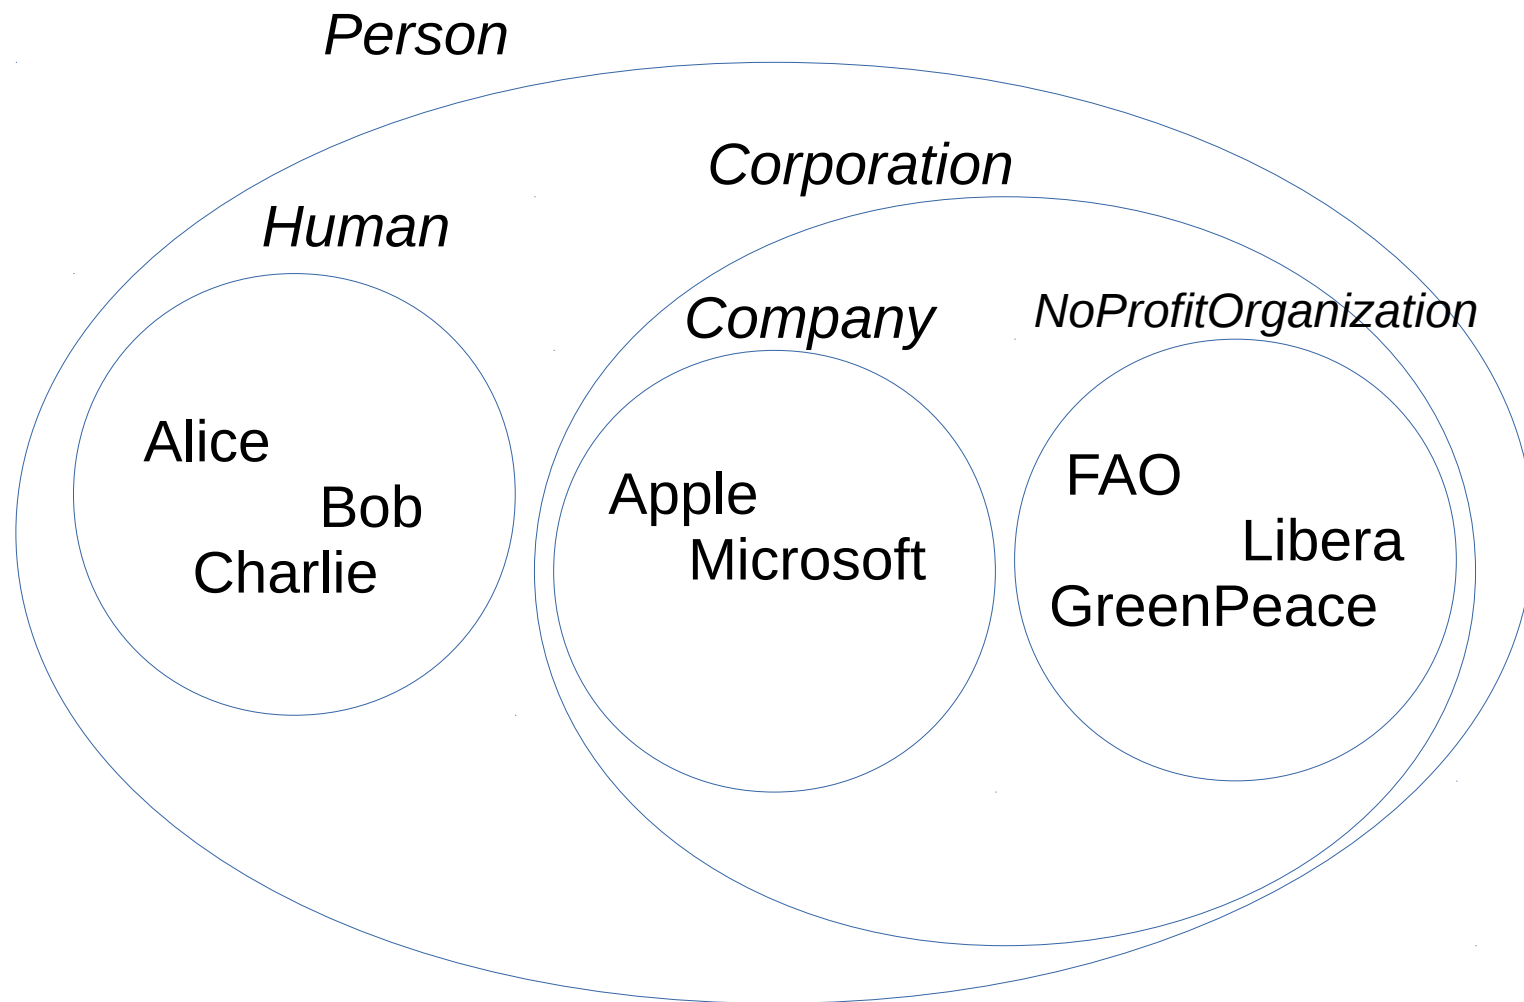 Person
Corporation
Human
Company
NoProfitOrganization
Alice
Bob
Charlie
Apple
Microsoft
FAO
Libera
GreenPeace